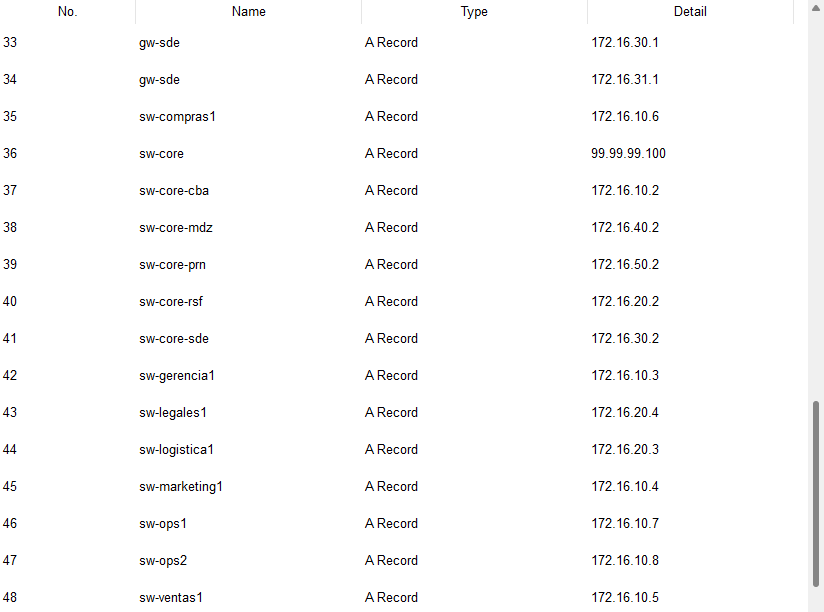 No. Name Type Detail
33 gw-sde A Record 172.16.30.1
34 gw-sde A Record 172.16.31.1
35 sw-compras1 A Record 172.16.10.6
36 sw-core A Record 99.99.99.100
37 sw-core-cba A Record 172.16.10.2
38 sw-core-mdz A Record 172.16.40.2
39 sw-core-prn A Record 172.16.50.2
40 sw-core-rsf A Record 172.16.20.2
41 sw-core-sde A Record 172.16.30.2
42 sw-gerencia1 A Record 172.16.10.3
43 sw-legales1 A Record 172.16.20.4
44 sw-logistica1 A Record 172.16.20.3
45 sw-marketing1 A Record 172.16.10.4
46 sw-ops1 A Record 172.16.10.7
47 sw-ops2 A Record 172.16.10.8
48 sw-ventas1 A Record 172.16.10.5